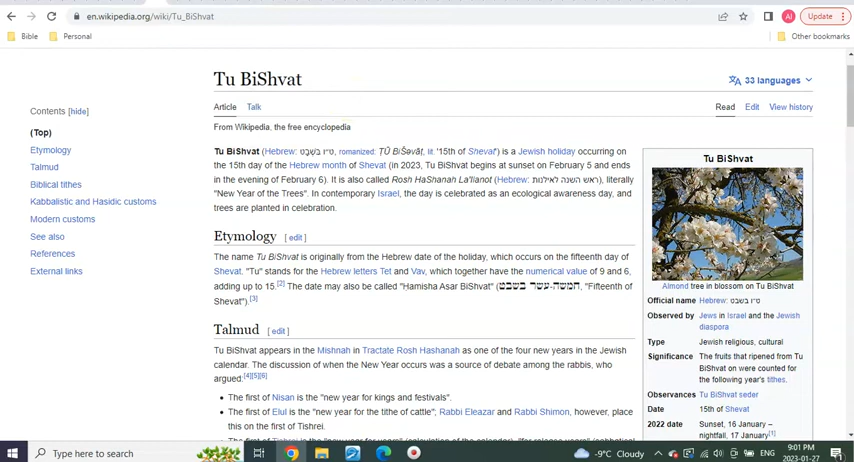 en.wikipedia.org/wiki/Tu_BiShvat
AI
Update
Bible
Personal
Other bookmarks
Tu BiShvat
33 languages
Article
Talk
Read
Edit
View history
From Wikipedia, the free encyclopedia
Contents [hide]
(Top)
Etymology
Talmud
Biblical tithes
Kabbalistic and Hasidic customs
Modern customs
See also
References
External links
Tu BiShvat (Hebrew: ט״ו בִּשְׁבָט, romanized: Ṭū BīŠəvāṭ, lit. '15th of Shevat') is a Jewish holiday occurring on
the 15th day of the Hebrew month of Shevat (in 2023, Tu BiShvat begins at sunset on February 5 and ends
in the evening of February 6). It is also called Rosh HaShanah La'Ilanot (Hebrew: ראש השנה לאילנות), literally
"New Year of the Trees". In contemporary Israel, the day is celebrated as an ecological awareness day, and
trees are planted in celebration.
Etymology [ edit ]
The name Tu BiShvat is originally from the Hebrew date of the holiday, which occurs on the fifteenth day of
Shevat. "Tu" stands for the Hebrew letters Tet and Vav, which together have the numerical value of 9 and 6,
adding up to 15.[2] The date may also be called "Hamisha Asar BiShvat" (חמשה-עשר בשבט, "Fifteenth of
Shevat").[3]
Talmud [ edit ]
Tu BiShvat appears in the Mishnah in Tractate Rosh Hashanah as one of the four new years in the Jewish
calendar. The discussion of when the New Year occurs was a source of debate among the rabbis, who
argued:[4][5][6]
The first of Nisan is the "new year for kings and festivals".
The first of Elul is the "new year for the tithe of cattle"; Rabbi Eleazar and Rabbi Shimon, however, place
this on the first of Tishrei.
Tu BiShvat
Almond tree in blossom on Tu BiShvat
Official name Hebrew: ט״ו בשבט
Observed by Jews in Israel and the Jewish
diaspora
Type Jewish religious, cultural
Significance The fruits that ripened from Tu
BiShvat on were counted for
the following year's tithes.
Observances Tu BiShvat seder
Date 15th of Shevat
2022 date Sunset, 16 January –
nightfall, 17 January[1]
Type here to search
-9°C Cloudy
ENG
9:01 PM
2023-01-27